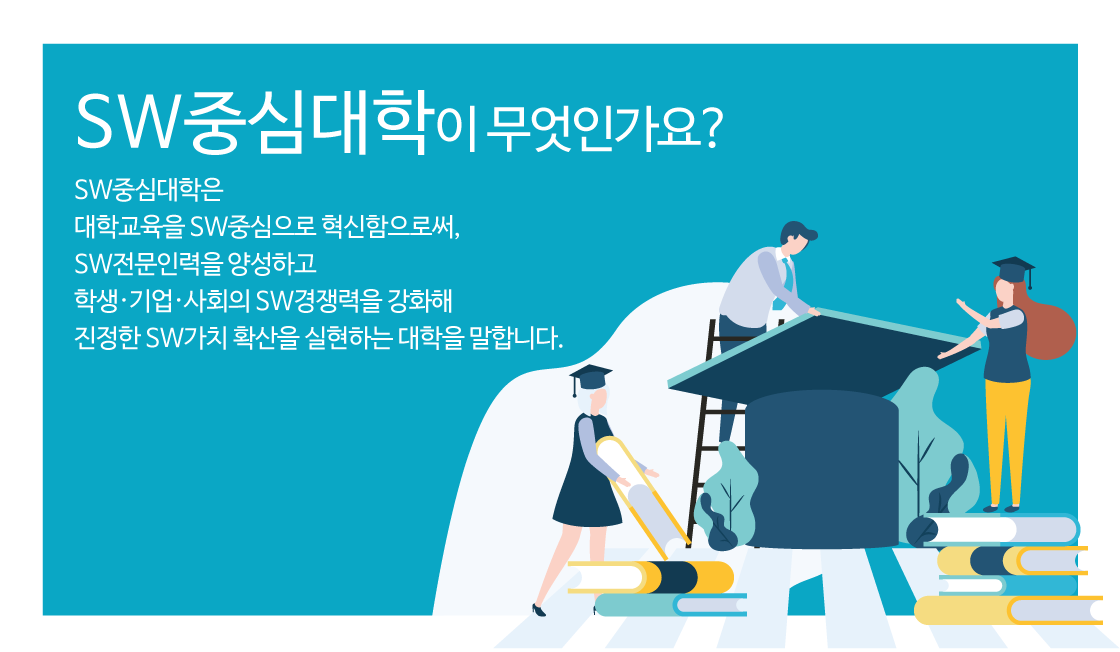 SW중심대학이 무엇인가요?
SW중심대학은
대학교육을 SW중심으로 혁신함으로써,
SW전문인력을 양성하고
학생·기업·사회의 SW경쟁력을 강화해
진정한 SW가치 확산을 실현하는 대학을 말합니다.